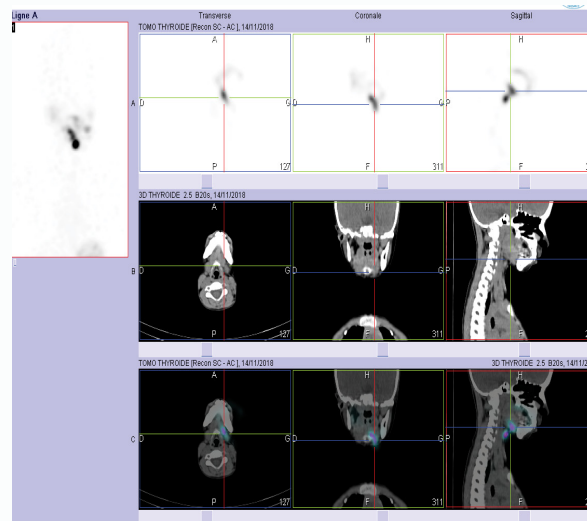 Ligne A
Transverse Coronale Sagittal
TOMO THYROIDE [Recon SC - AC], 14/11/2018
A H H
A D G D G P
P 127 F 311 F
3D THYROIDE 2.5 B20s, 14/11/2018
A H H
B D G D G P
P 127 F 311 F
TOMO THYROIDE [Recon SC - AC], 14/11/2018 3D THYROIDE 2.5 B20s, 14/11/2
A H H
C D G D G P
P 127 F 311 F